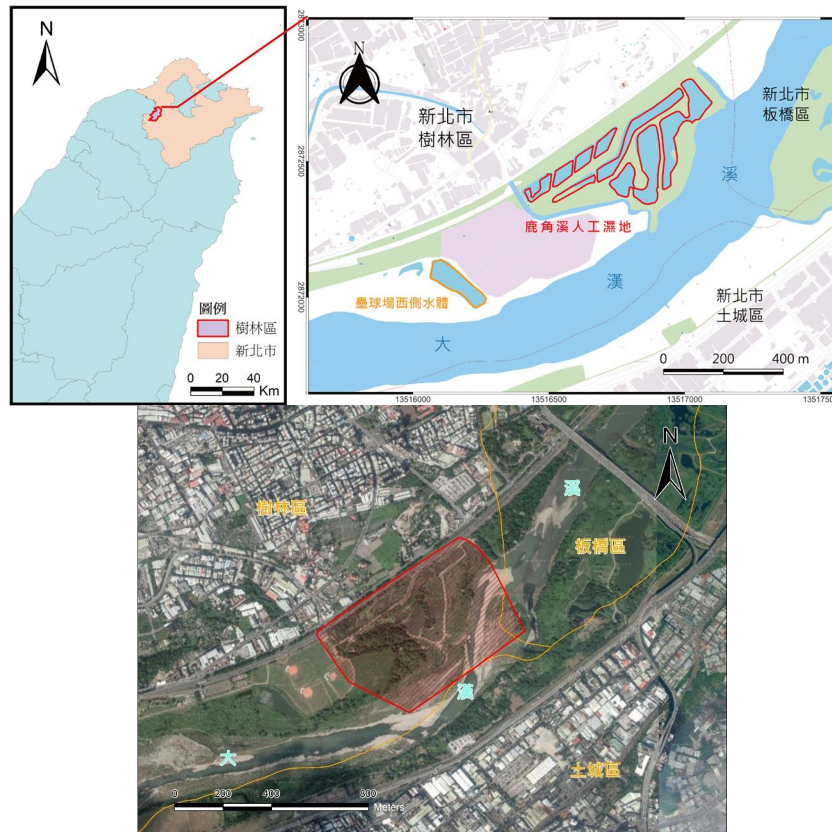 N
圖例
樹林區
新北市
0 20 40
Km
2873000
2872500
2872000
N
新北市
樹林區
新北市
板橋區
溪
鹿角溪人工濕地
漢
壘球場西側水體
新北市
土城區
大
0 200 400 m
13516000 13516500 13517000 1351750
N
溪
樹林區
板橋區
漢
大
土城區
0 200 400 800
Meters